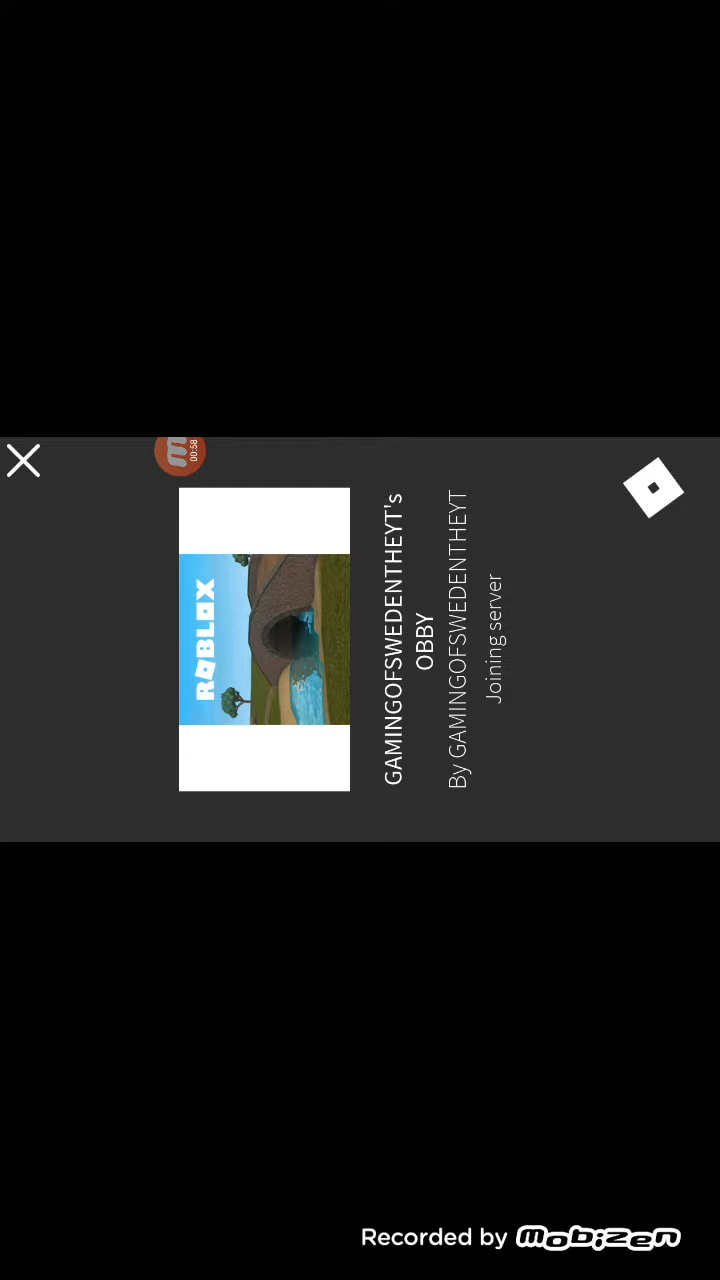 00:58
ROBLOX
GAMINGOFSWEDENTHEYT's
OBBY
By GAMINGOFSWEDENTHEYT
Joining server
Recorded by mobizen